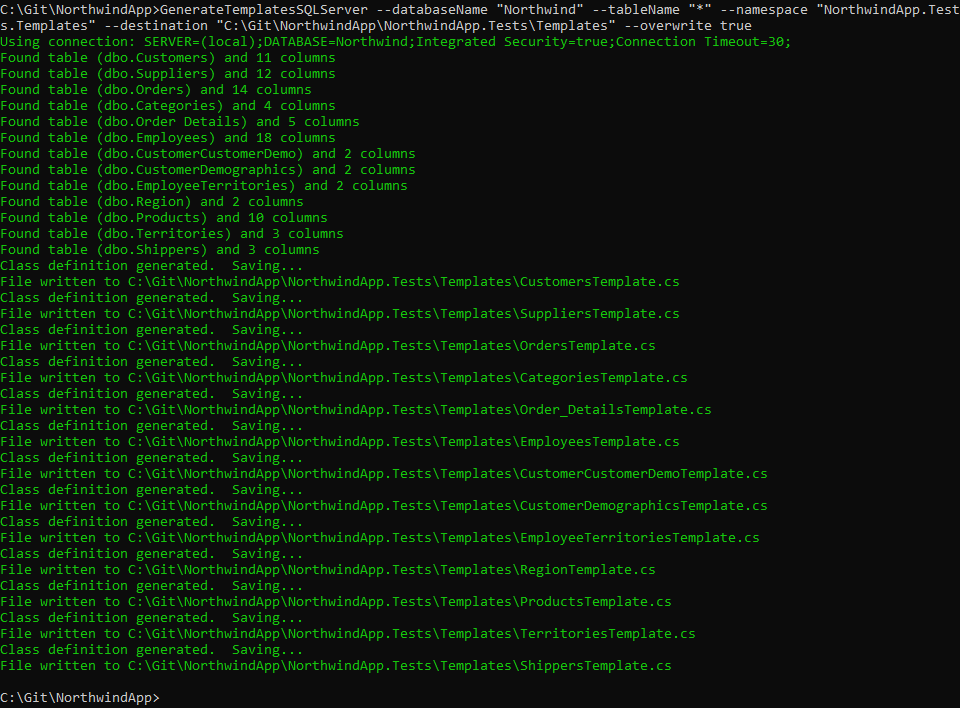 C:\Git\NorthwindApp>GenerateTemplatesSQLServer --databaseName "Northwind" --tableName "*" --namespace "NorthwindApp.Test
s.Templates" --destination "C:\Git\NorthwindApp\NorthwindApp.Tests\Templates" --overwrite true
Using connection: SERVER=(local);DATABASE=Northwind;Integrated Security=true;Connection Timeout=30;
Found table (dbo.Customers) and 11 columns
Found table (dbo.Suppliers) and 12 columns
Found table (dbo.Orders) and 14 columns
Found table (dbo.Categories) and 4 columns
Found table (dbo.Order Details) and 5 columns
Found table (dbo.Employees) and 18 columns
Found table (dbo.CustomerCustomerDemo) and 2 columns
Found table (dbo.CustomerDemographics) and 2 columns
Found table (dbo.EmployeeTerritories) and 2 columns
Found table (dbo.Region) and 2 columns
Found table (dbo.Products) and 10 columns
Found table (dbo.Territories) and 3 columns
Found table (dbo.Shippers) and 3 columns
Class definition generated.  Saving...
File written to C:\Git\NorthwindApp\NorthwindApp.Tests\Templates\CustomersTemplate.cs
Class definition generated.  Saving...
File written to C:\Git\NorthwindApp\NorthwindApp.Tests\Templates\SuppliersTemplate.cs
Class definition generated.  Saving...
File written to C:\Git\NorthwindApp\NorthwindApp.Tests\Templates\OrdersTemplate.cs
Class definition generated.  Saving...
File written to C:\Git\NorthwindApp\NorthwindApp.Tests\Templates\CategoriesTemplate.cs
Class definition generated.  Saving...
File written to C:\Git\NorthwindApp\NorthwindApp.Tests\Templates\Order_DetailsTemplate.cs
Class definition generated.  Saving...
File written to C:\Git\NorthwindApp\NorthwindApp.Tests\Templates\EmployeesTemplate.cs
Class definition generated.  Saving...
File written to C:\Git\NorthwindApp\NorthwindApp.Tests\Templates\CustomerCustomerDemoTemplate.cs
Class definition generated.  Saving...
File written to C:\Git\NorthwindApp\NorthwindApp.Tests\Templates\CustomerDemographicsTemplate.cs
Class definition generated.  Saving...
File written to C:\Git\NorthwindApp\NorthwindApp.Tests\Templates\EmployeeTerritoriesTemplate.cs
Class definition generated.  Saving...
File written to C:\Git\NorthwindApp\NorthwindApp.Tests\Templates\RegionTemplate.cs
Class definition generated.  Saving...
File written to C:\Git\NorthwindApp\NorthwindApp.Tests\Templates\ProductsTemplate.cs
Class definition generated.  Saving...
File written to C:\Git\NorthwindApp\NorthwindApp.Tests\Templates\TerritoriesTemplate.cs
Class definition generated.  Saving...
File written to C:\Git\NorthwindApp\NorthwindApp.Tests\Templates\ShippersTemplate.cs
C:\Git\NorthwindApp>